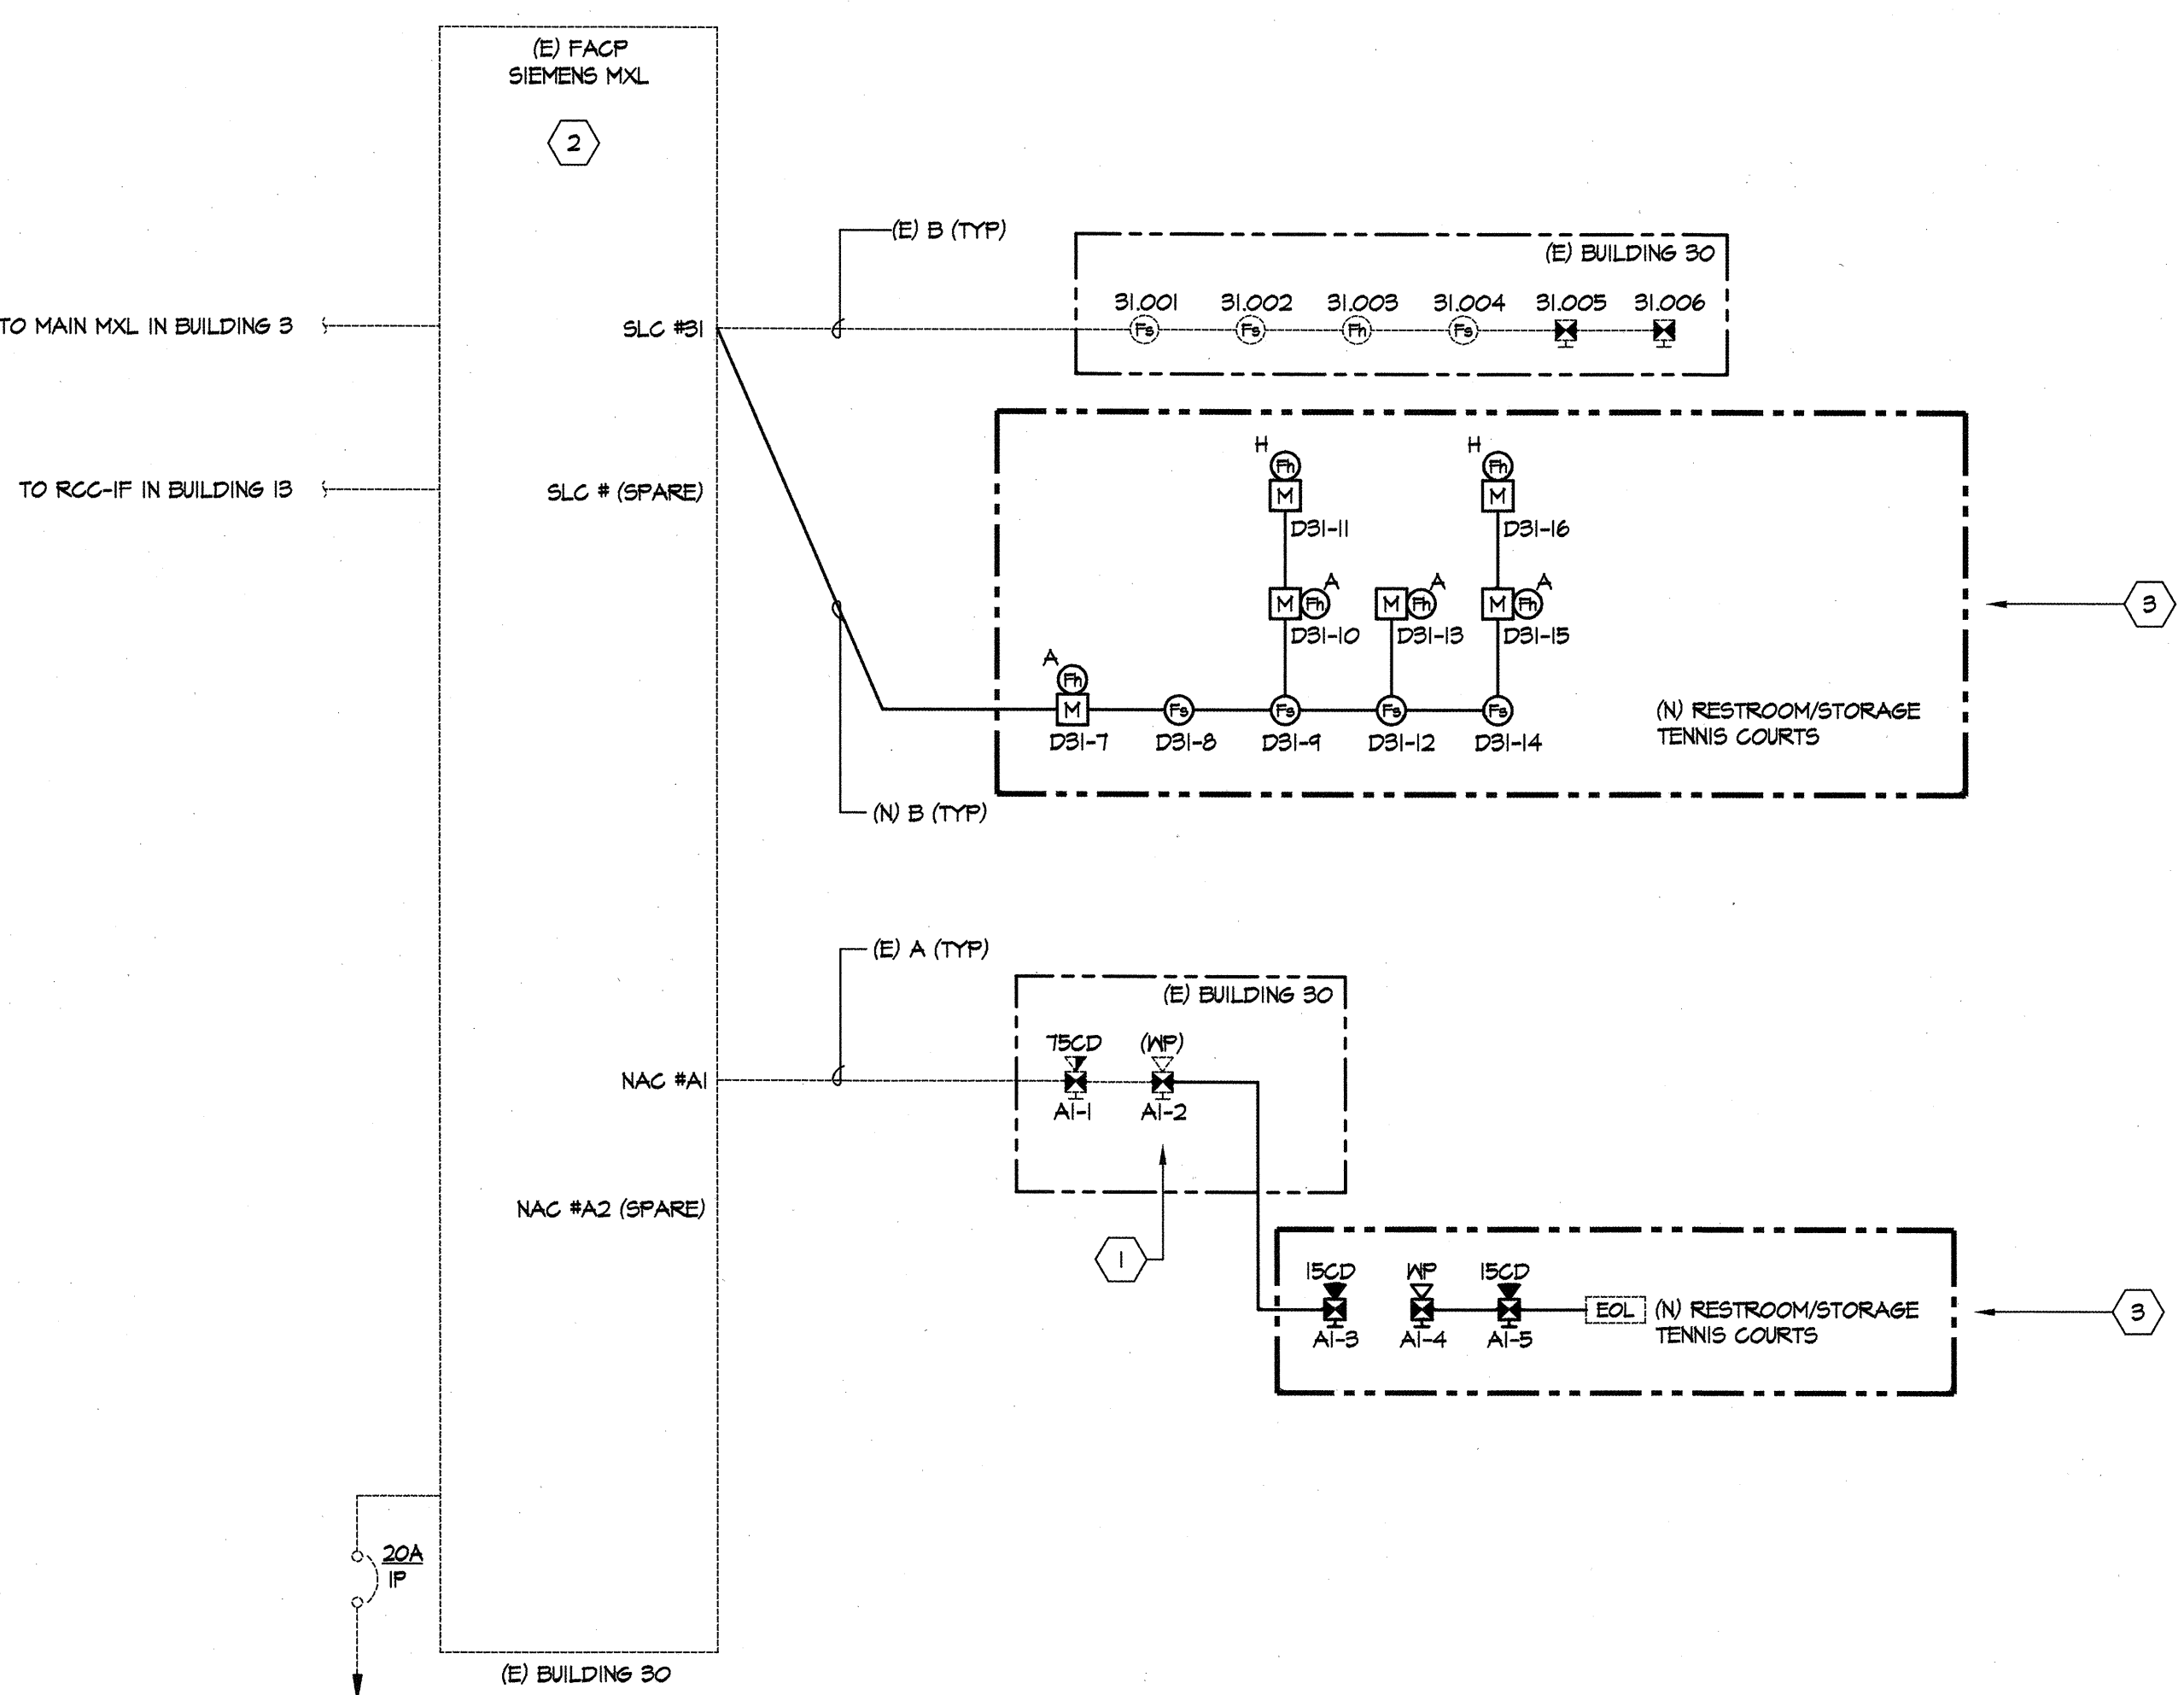 (E) FACP
SIEMENS MXL
2
(E) B (TYP)
(E) BUILDING 30
31.001 31.002 31.003 31.004 31.005 31.006
Fs Fs Fh Fs
TO MAIN MXL IN BUILDING 3
SLC #31
TO RCC-IF IN BUILDING 13
SLC # (SPARE)
H H
Fh Fh
M M
D31-11 D31-16
A A A
M Fh M Fh M Fh
D31-10 D31-13 D31-15
3
A
Fh
M Fs Fs Fs Fs
D31-7 D31-8 D31-9 D31-12 D31-14
(N) RESTROOM/STORAGE
TENNIS COURTS
(N) B (TYP)
(E) A (TYP)
(E) BUILDING 30
75CD (WP)
NAC #A1
A1-1 A1-2
NAC #A2 (SPARE)
1
15CD WP 15CD
EOL
A1-3 A1-4 A1-5
(N) RESTROOM/STORAGE
TENNIS COURTS
3
20A
1P
(E) BUILDING 30